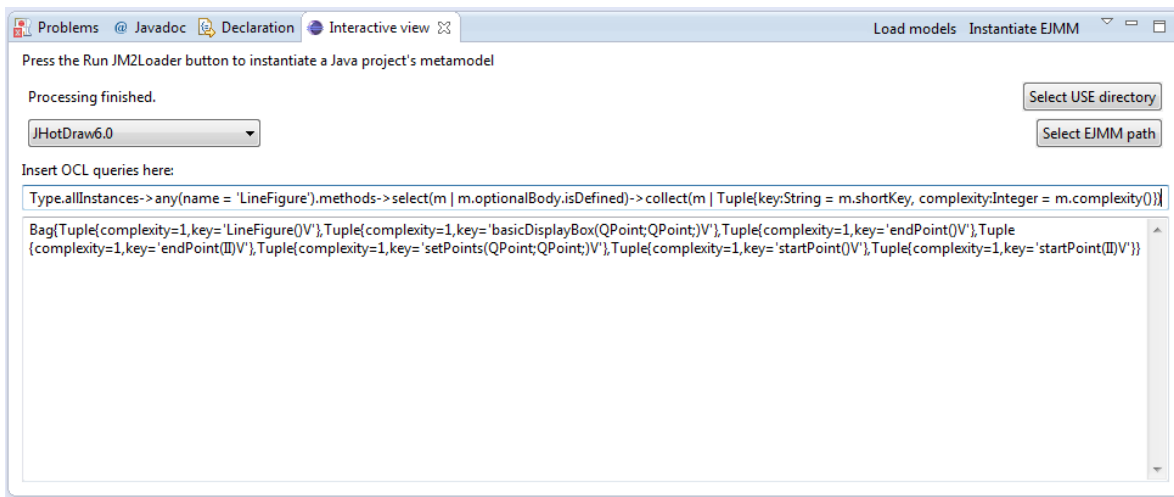 Problems @ Javadoc Declaration Interactive view Load models Instantiate EJMM
Press the Run JM2Loader button to instantiate a Java project's metamodel
Processing finished. Select USE directory
JHotDraw6.0 Select EJMM path
Insert OCL queries here:
Type.allInstances->any(name = 'LineFigure').methods->select(m | m.optionalBody.isDefined)->collect(m | Tuple{key:String = m.shortKey, complexity:Integer = m.complexity()})
Bag{Tuple{complexity=1,key='LineFigure()V'},Tuple{complexity=1,key='basicDisplayBox(QPoint;QPoint;)V'},Tuple{complexity=1,key='endPoint()V'},Tuple
{complexity=1,key='endPoint(II)V'},Tuple{complexity=1,key='setPoints(QPoint;QPoint;)V'},Tuple{complexity=1,key='startPoint()V'},Tuple{complexity=1,key='startPoint(II)V'}}